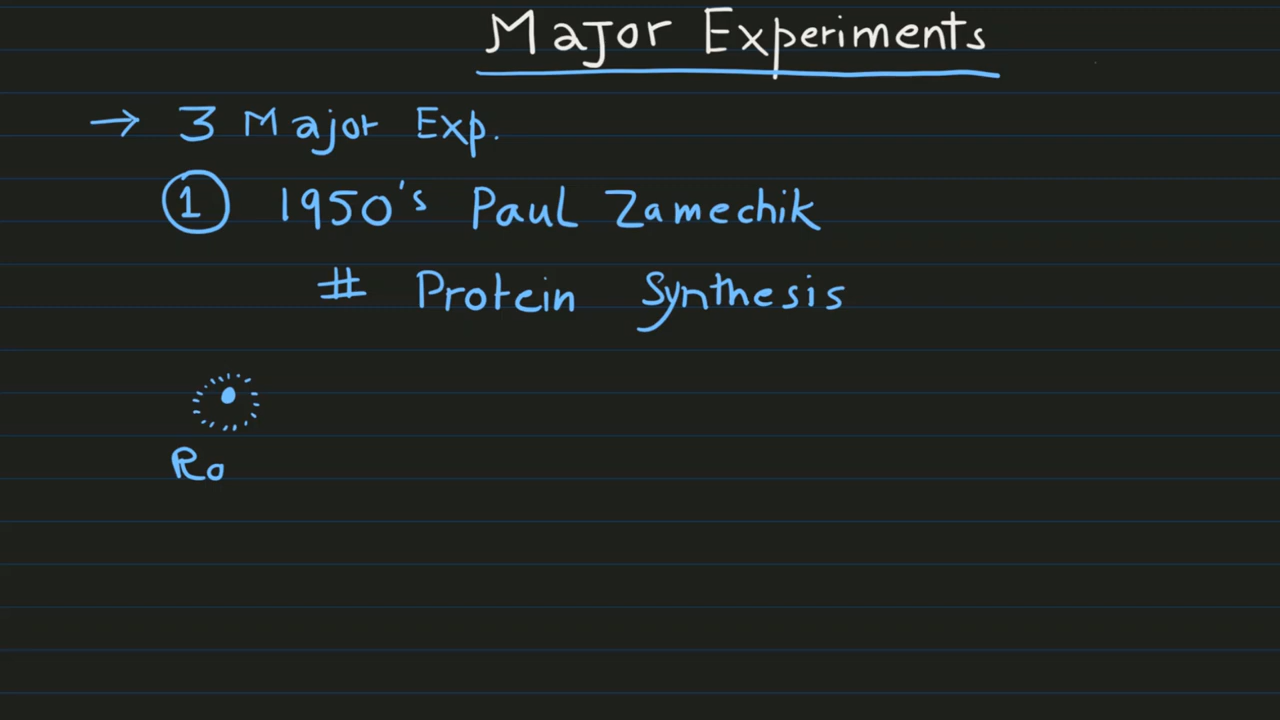 Major Experiments
→ 3 Major Exp.
① 1950's Paul Zamechik
# Protein Synthesis
Ro